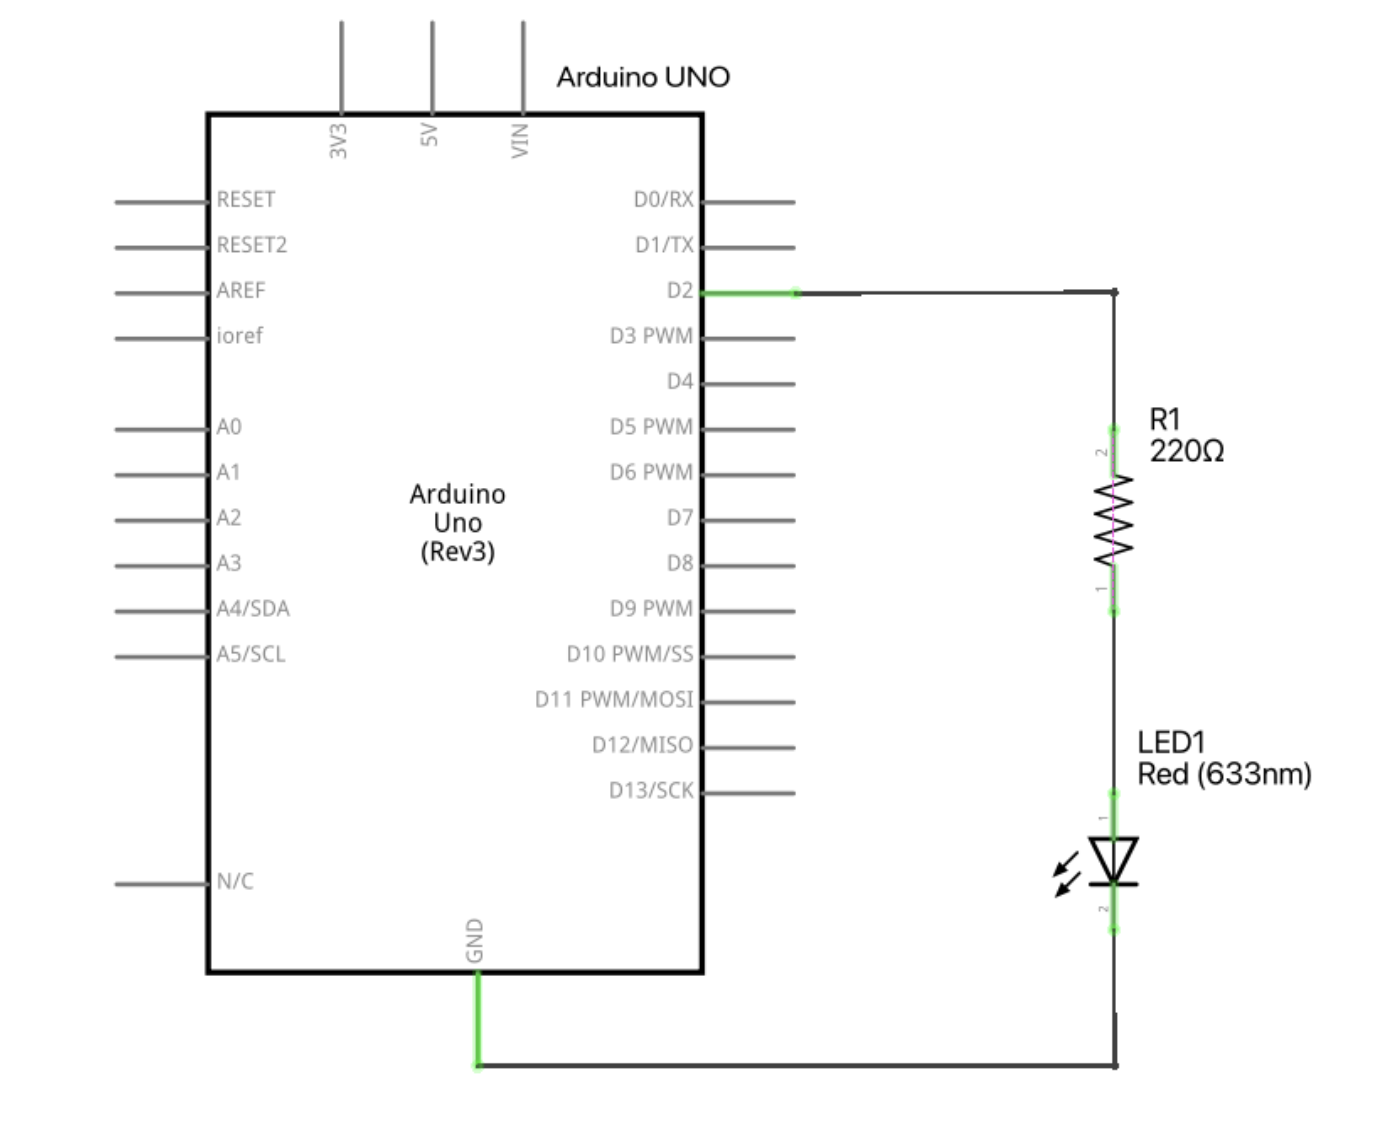 Arduino UNO
3V3
5V
VIN
RESET
RESET2
AREF
ioref
A0
A1
A2
A3
A4/SDA
A5/SCL
N/C
Arduino
Uno
(Rev3)
D0/RX
D1/TX
D2
D3 PWM
D4
D5 PWM
D6 PWM
D7
D8
D9 PWM
D10 PWM/SS
D11 PWM/MOSI
D12/MISO
D13/SCK
GND
R1
220Ω
2
1
LED1
Red (633nm)
1
2